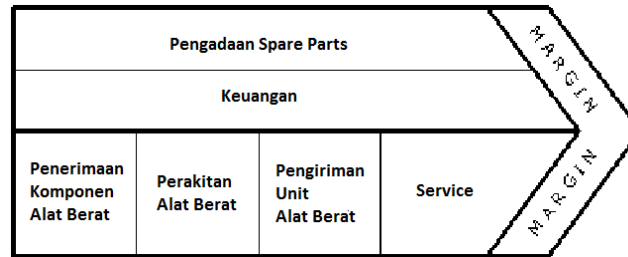 Pengadaan Spare Parts
MARGIN
Keuangan
Penerimaan
Komponen
Alat Berat
Perakitan
Alat Berat
Pengiriman
Unit
Alat Berat
Service
MARGIN